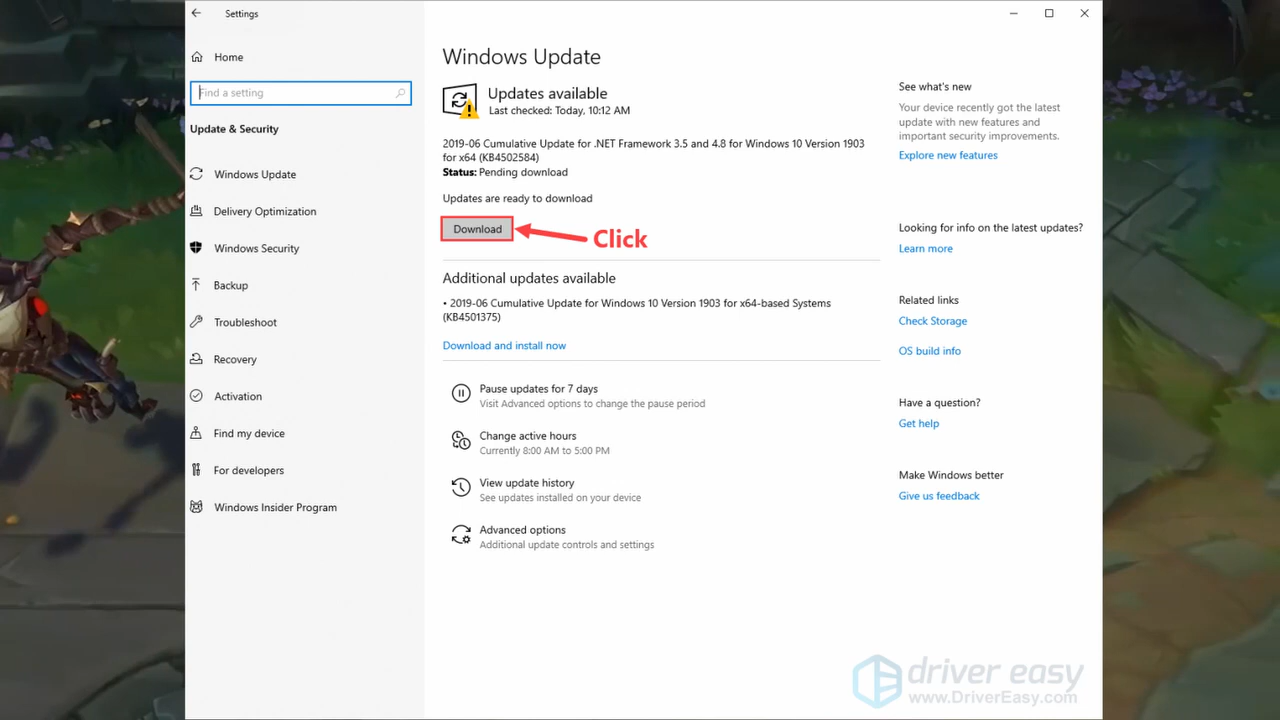 Settings
Home
Find a setting
Update & Security
Windows Update
Delivery Optimization
Windows Security
Backup
Troubleshoot
Recovery
Activation
Find my device
For developers
Windows Insider Program
Windows Update
Updates available
Last checked: Today, 10:12 AM
2019-06 Cumulative Update for .NET Framework 3.5 and 4.8 for Windows 10 Version 1903
for x64 (KB4502584)
Status: Pending download
Updates are ready to download
Download
Click
Additional updates available
• 2019-06 Cumulative Update for Windows 10 Version 1903 for x64-based Systems
(KB4501375)
Download and install now
Pause updates for 7 days
Visit Advanced options to change the pause period
Change active hours
Currently 8:00 AM to 5:00 PM
View update history
See updates installed on your device
Advanced options
Additional update controls and settings
See what's new
Your device recently got the latest
update with new features and
important security improvements.
Explore new features
Looking for info on the latest updates?
Learn more
Related links
Check Storage
OS build info
Have a question?
Get help
Make Windows better
Give us feedback
driver easy
www.DriverEasy.com